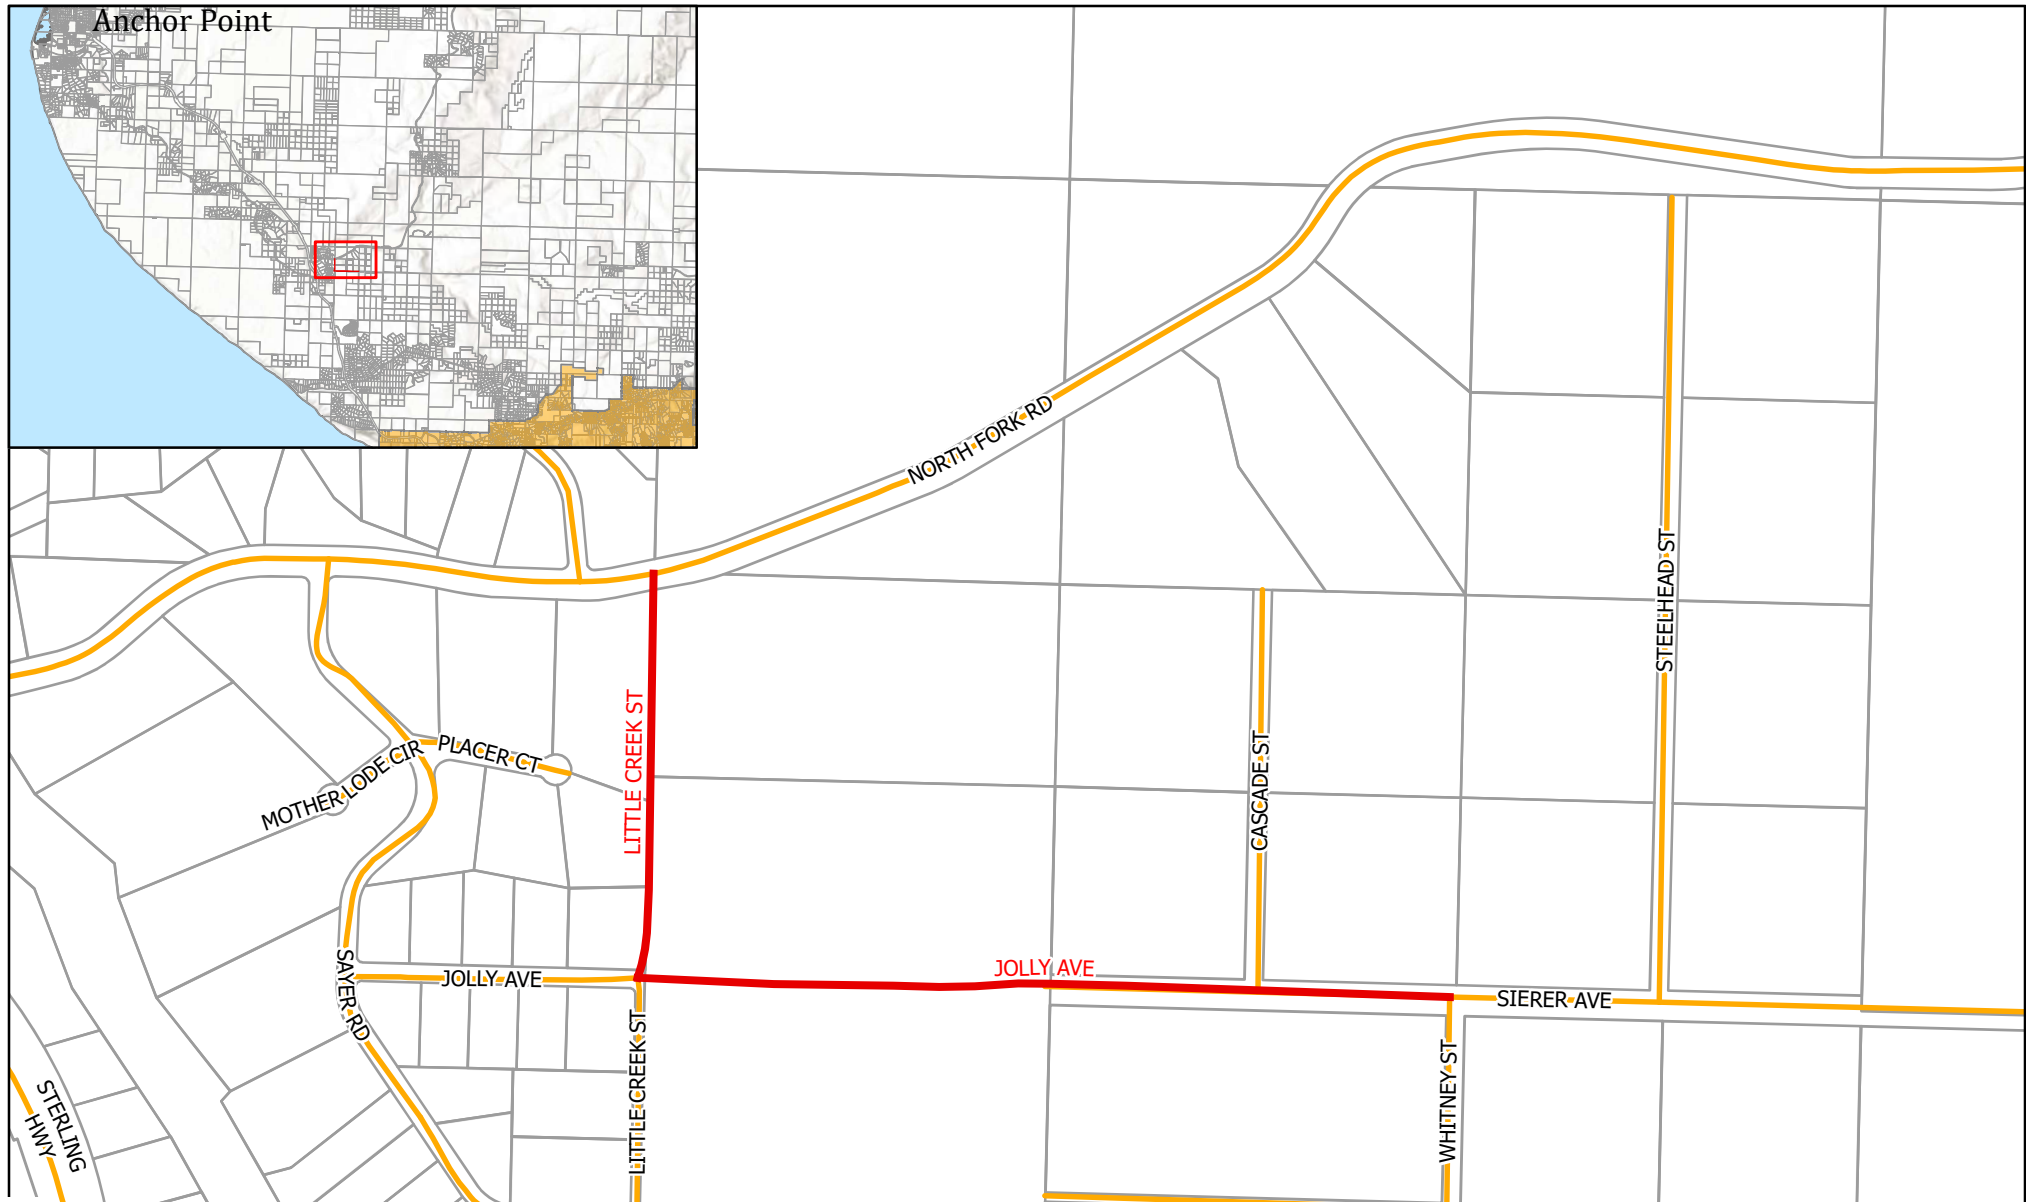 Anchor Point
NORTH FORK RD
STEELHEAD ST
LITTLE CREEK ST
PLACER CT
MOTHER LODE CIR
CASCADE ST
JOLLY AVE
JOLLY AVE
SIERER AVE
SAYER RD
LITTLE CREEK ST
WHITNEY ST
STERLING
HWY